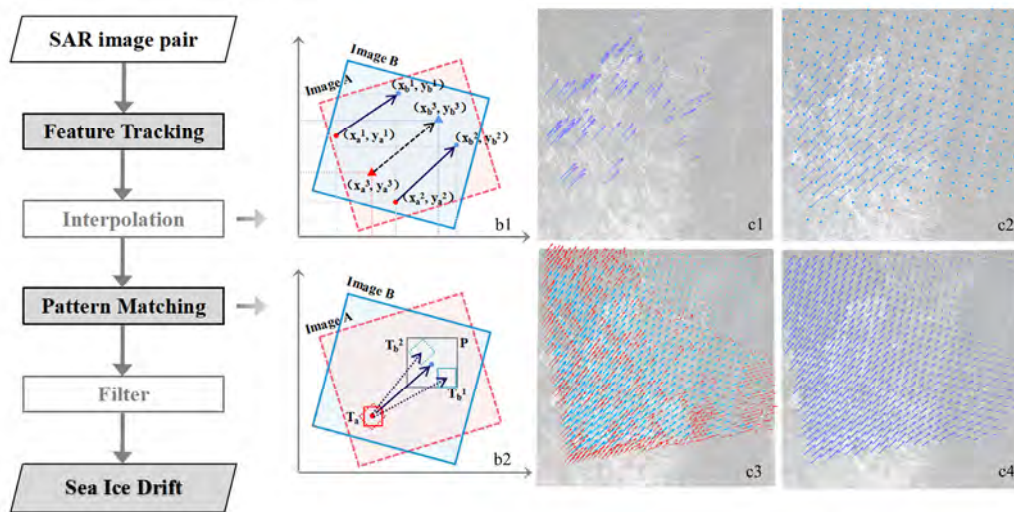 SAR image pair
Feature Tracking
Interpolation
Pattern Matching
Filter
Sea Ice Drift
Image B
Image A
(x_b^1, y_b^1)
(x_b^3, y_b^3)
(x_b^2, y_b^2)
(x_a^1, y_a^1)
(x_a^3, y_a^3)
(x_a^2, y_a^2)
b1
Image B
Image A
P
T_b^2
T_b^1
T_a
b2
c1
c2
c3
c4